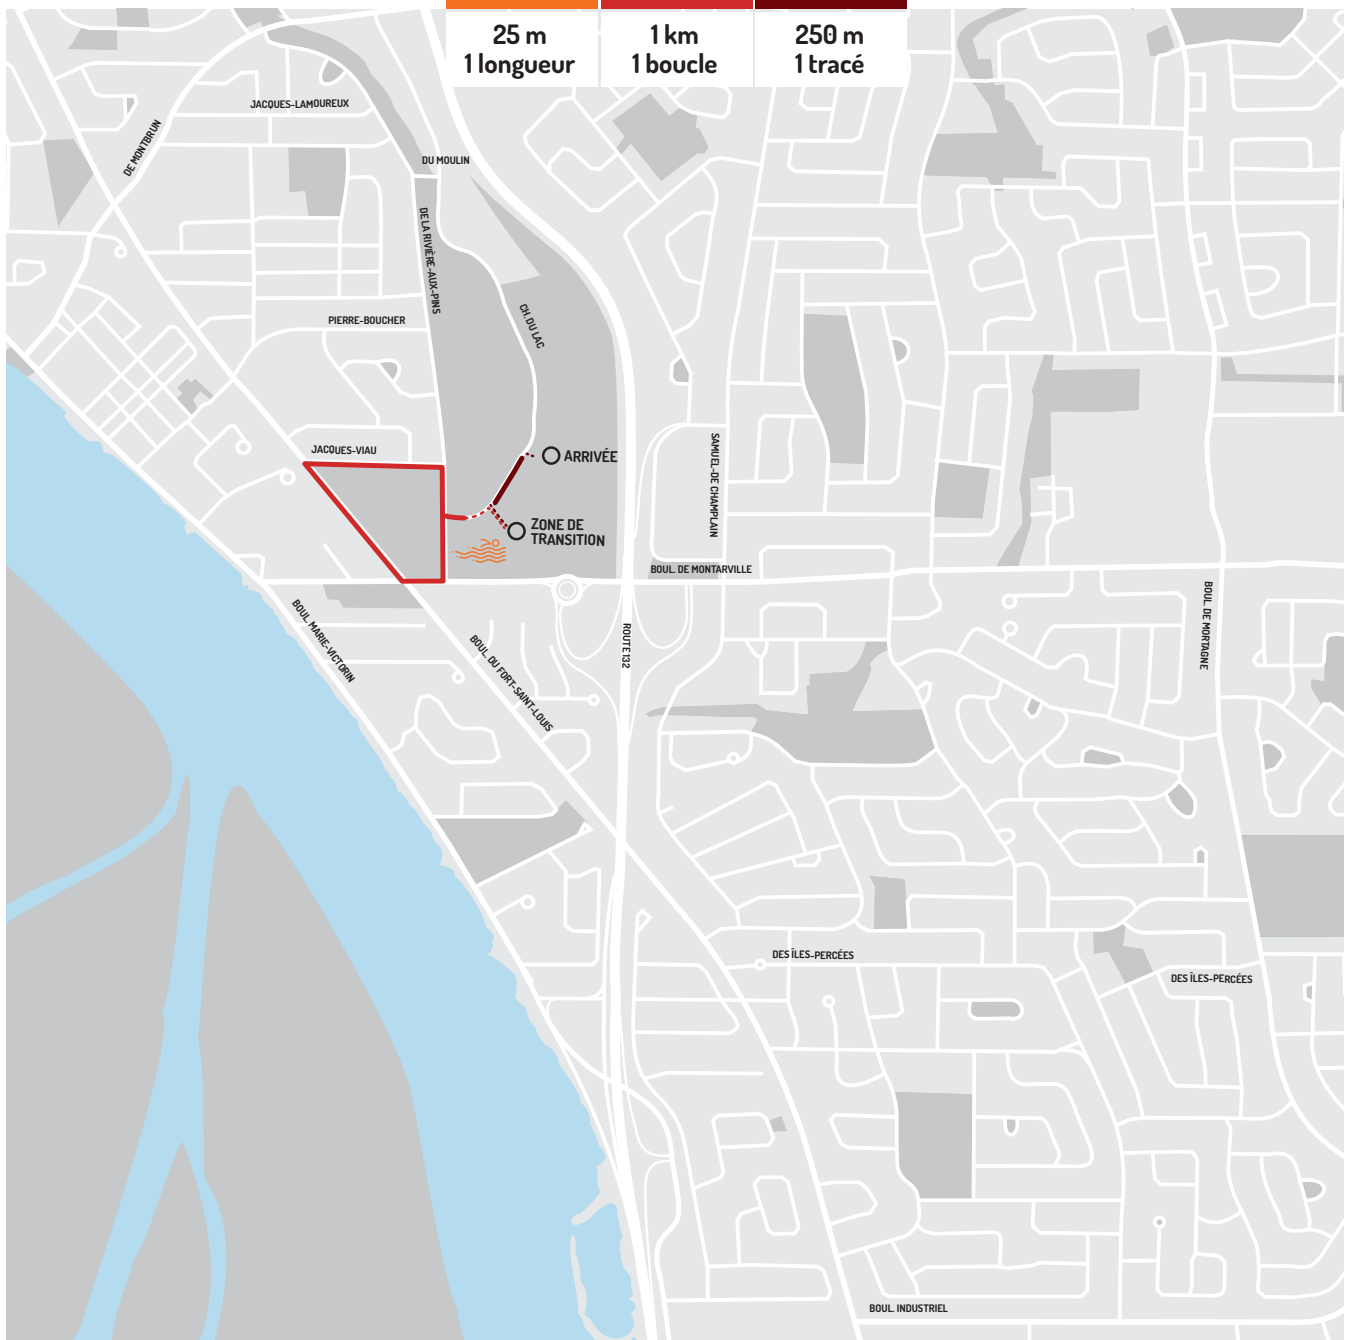 25 m
1 longueur
1 km
1 boucle
250 m
1 tracé
JACQUES-LAMOUREUX
DE MONTBRUN
DU MOULIN
DE LA RIVIÈRE-AUX-PINS
CH. DU LAC
PIERRE-BOUCHER
JACQUES-VIAU
ARRIVÉE
SAMUEL-DE CHAMPLAIN
ZONE DE
TRANSITION
BOUL. DE MONTARVILLE
BOUL. MARIE-VICTORIN
BOUL. DU FORT-SAINT-LOUIS
ROUTE 132
BOUL. DE MORTAGNE
DES ÎLES-PERCÉES
DES ÎLES-PERCÉES
BOUL. INDUSTRIEL